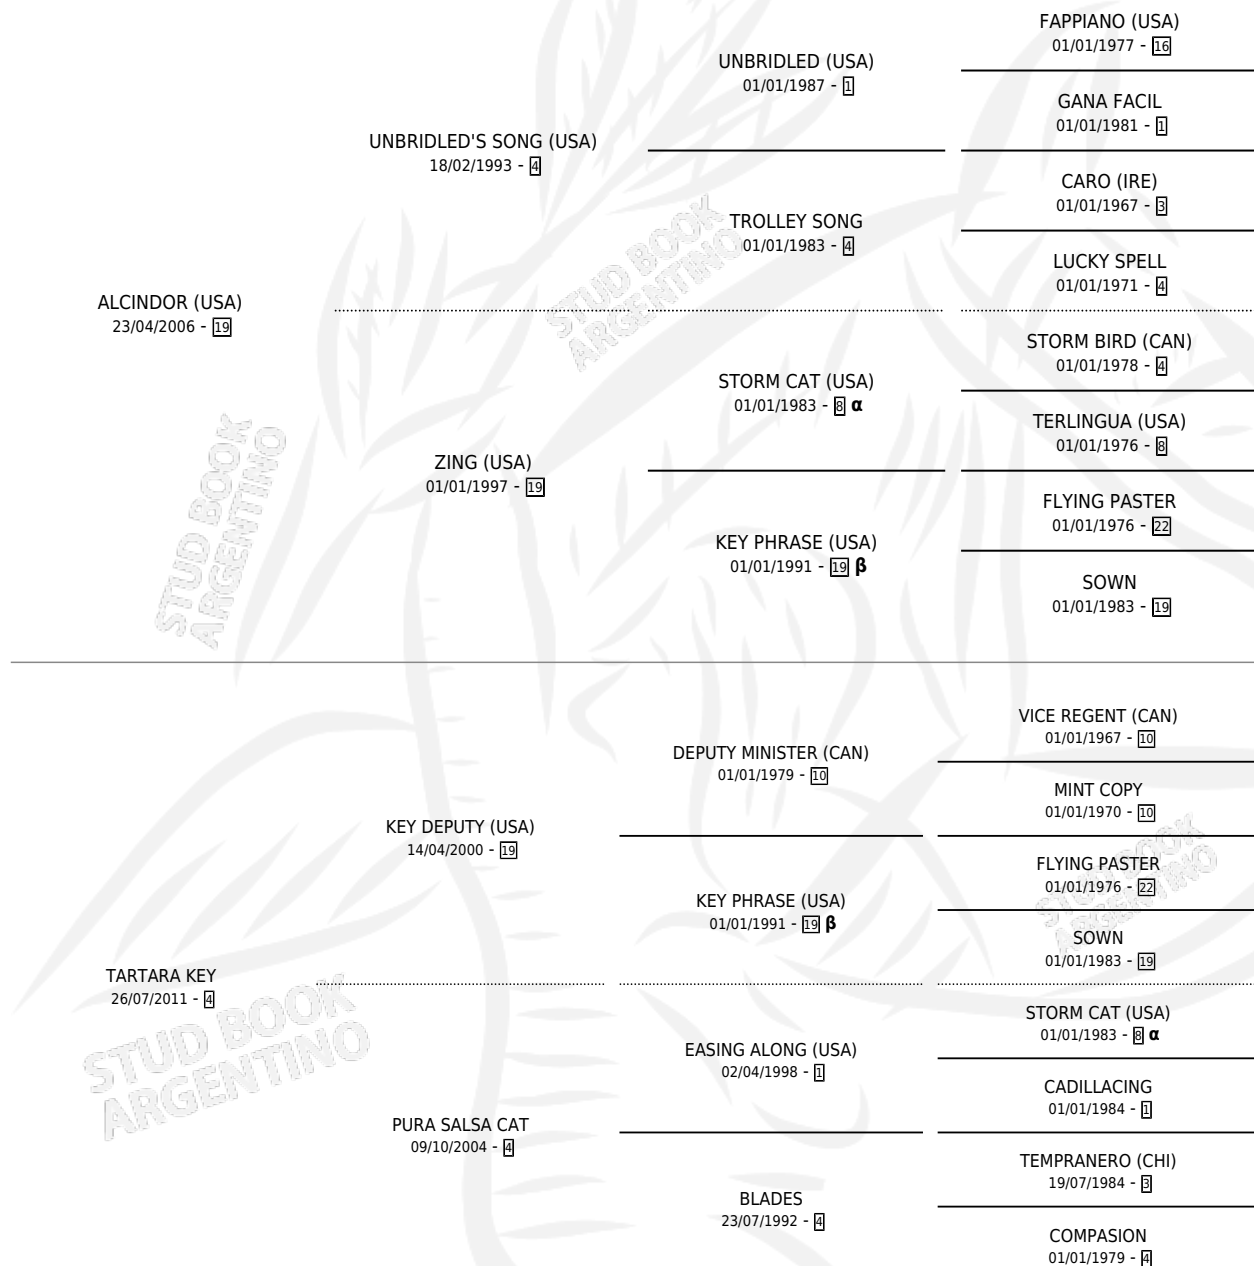 FAPPIANO (USA)
01/01/1977 - 16
UNBRIDLED (USA)
01/01/1987 - 1
GANA FACIL
01/01/1981 - 1
UNBRIDLED'S SONG (USA)
18/02/1993 - 4
CARO (IRE)
01/01/1967 - 3
TROLLEY SONG
01/01/1983 - 4
LUCKY SPELL
01/01/1971 - 4
ALCINDOR (USA)
23/04/2006 - 19
STORM BIRD (CAN)
01/01/1978 - 4
STORM CAT (USA)
01/01/1983 - 8 α
TERLINGUA (USA)
01/01/1976 - 8
ZING (USA)
01/01/1997 - 19
FLYING PASTER
01/01/1976 - 22
KEY PHRASE (USA)
01/01/1991 - 19 β
SOWN
01/01/1983 - 19
VICE REGENT (CAN)
01/01/1967 - 10
DEPUTY MINISTER (CAN)
01/01/1979 - 10
MINT COPY
01/01/1970 - 10
KEY DEPUTY (USA)
14/04/2000 - 19
FLYING PASTER
01/01/1976 - 22
KEY PHRASE (USA)
01/01/1991 - 19 β
SOWN
01/01/1983 - 19
TARTARA KEY
26/07/2011 - 4
STORM CAT (USA)
01/01/1983 - 8 α
EASING ALONG (USA)
02/04/1998 - 1
CADILLACING
01/01/1984 - 1
PURA SALSA CAT
09/10/2004 - 4
TEMPRANERO (CHI)
19/07/1984 - 3
BLADES
23/07/1992 - 4
COMPASION
01/01/1979 - 4
STUD BOOK
ARGENTINO
STUD BOOK
ARGENTINO
STUD BOOK
ARGENTINO
STUD BOOK
ARGENTINO